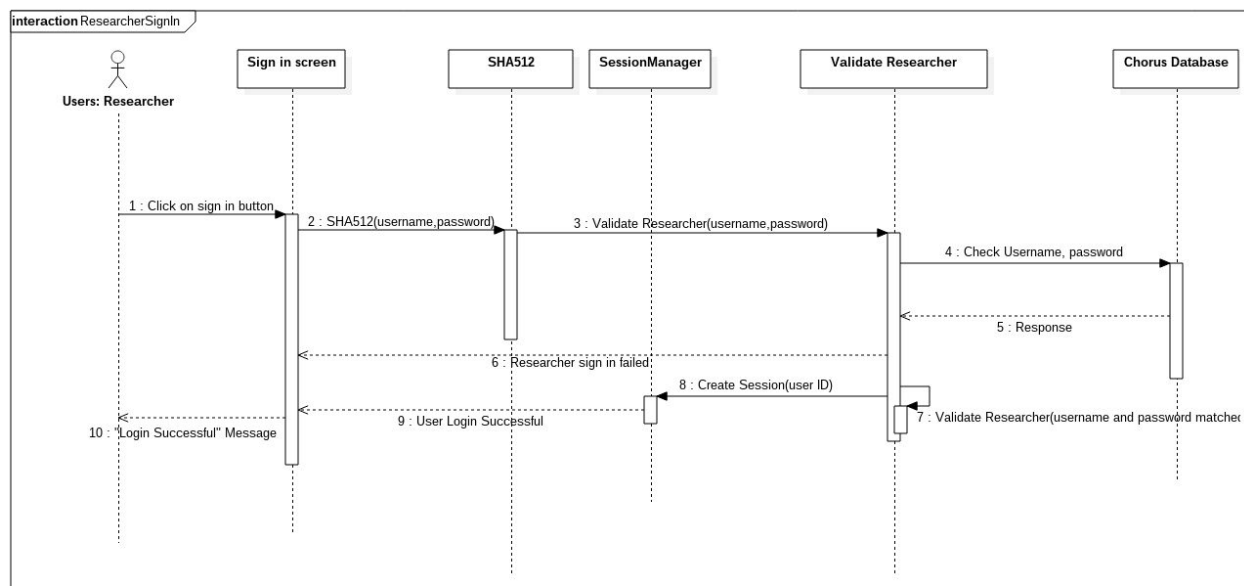 interaction ResearcherSignIn
Sign in screen
SHA512
SessionManager
Validate Researcher
Chorus Database
Users: Researcher
1 : Click on sign in button
2 : SHA512(username,password)
3 : Validate Researcher(username,password)
4 : Check Username, password
5 : Response
6 : Researcher sign in failed
8 : Create Session(user ID)
9 : User Login Successful
7 : Validate Researcher(username and password matched
10 : "Login Successful" Message